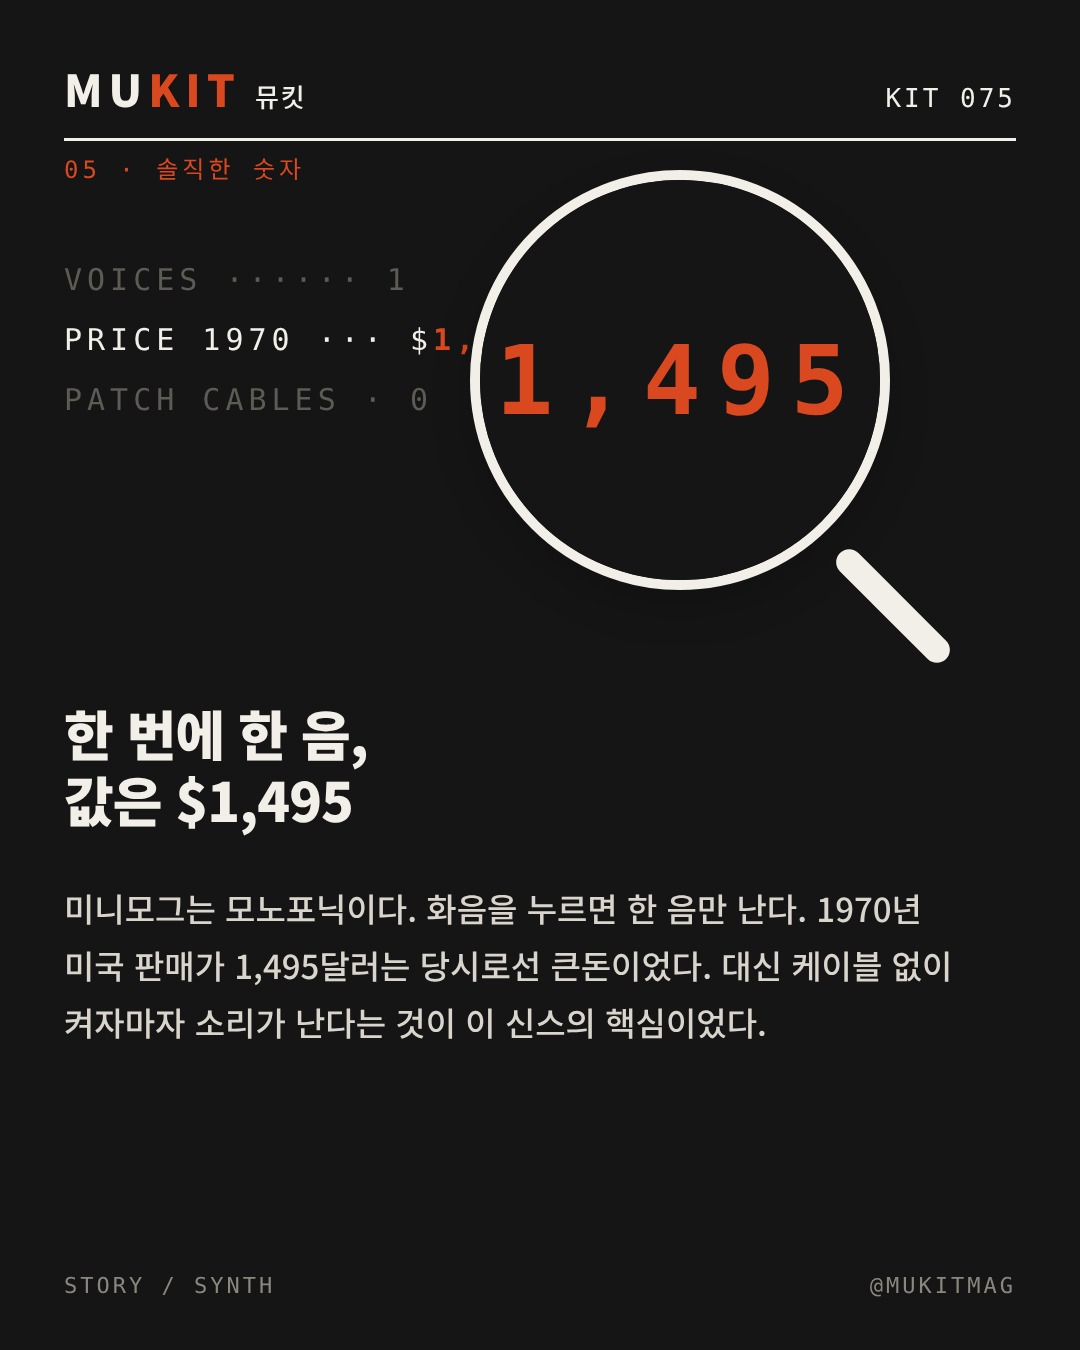 MUKIT 뮤킷
KIT 075
05 · 솔직한 숫자
VOICES ······ 1
PRICE 1970 ··· $1,
1,495
PATCH CABLES · 0
한 번에 한 음,
값은 $1,495
미니모그는 모노포닉이다. 화음을 누르면 한 음만 난다. 1970년
미국 판매가 1,495달러는 당시로선 큰돈이었다. 대신 케이블 없이
켜자마자 소리가 난다는 것이 이 신스의 핵심이었다.
STORY / SYNTH
@MUKITMAG